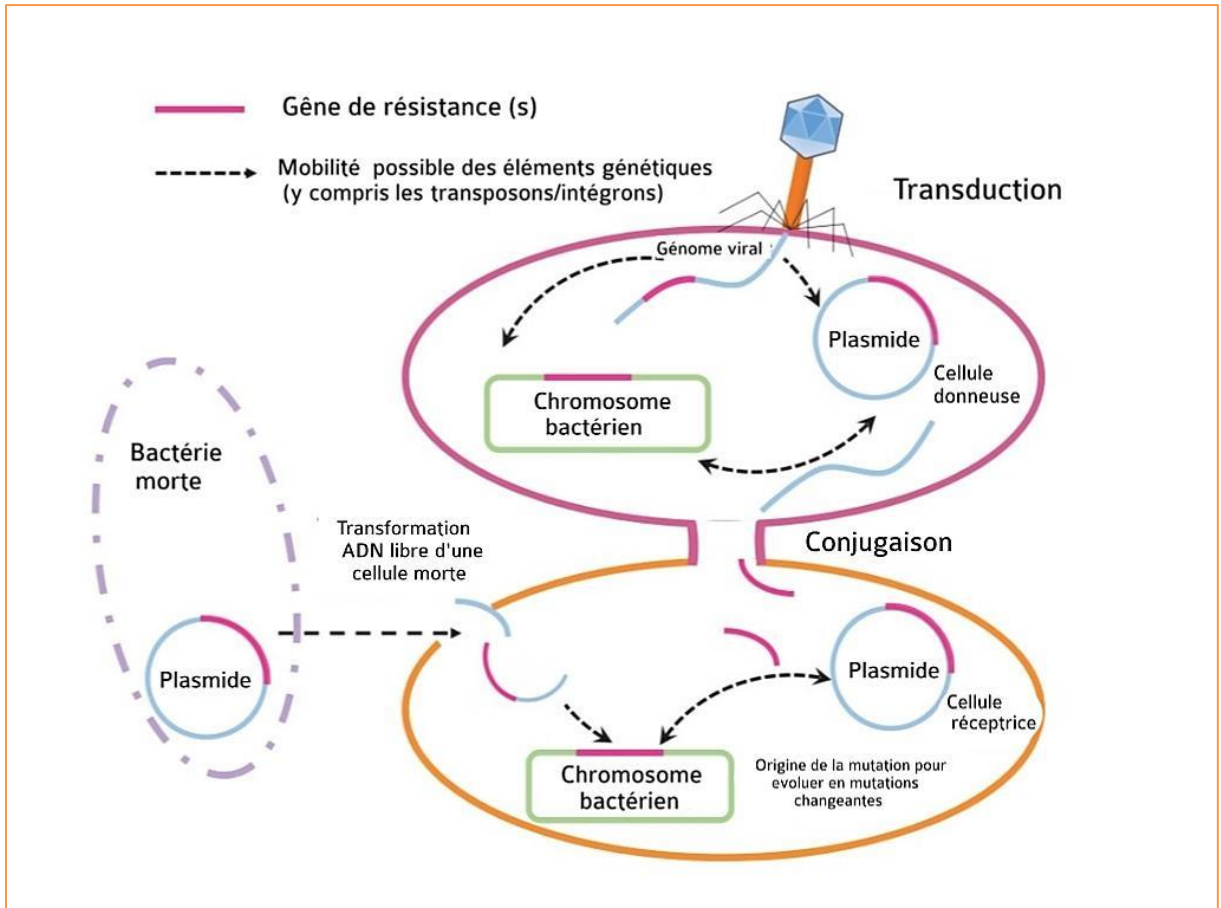 Gêne de résistance (s)
Mobilité possible des éléments génétiques
(y compris les transposons/intégrons)
Transduction
Génome viral
Plasmide
Cellule
donneuse
Chromosome
bactérien
Bactérie
morte
Transformation
ADN libre d'une
cellule morte
Conjugaison
Plasmide
Plasmide
Cellule
réceptrice
Chromosome
bactérien
Origine de la mutation pour
evoluer en mutations
changeantes